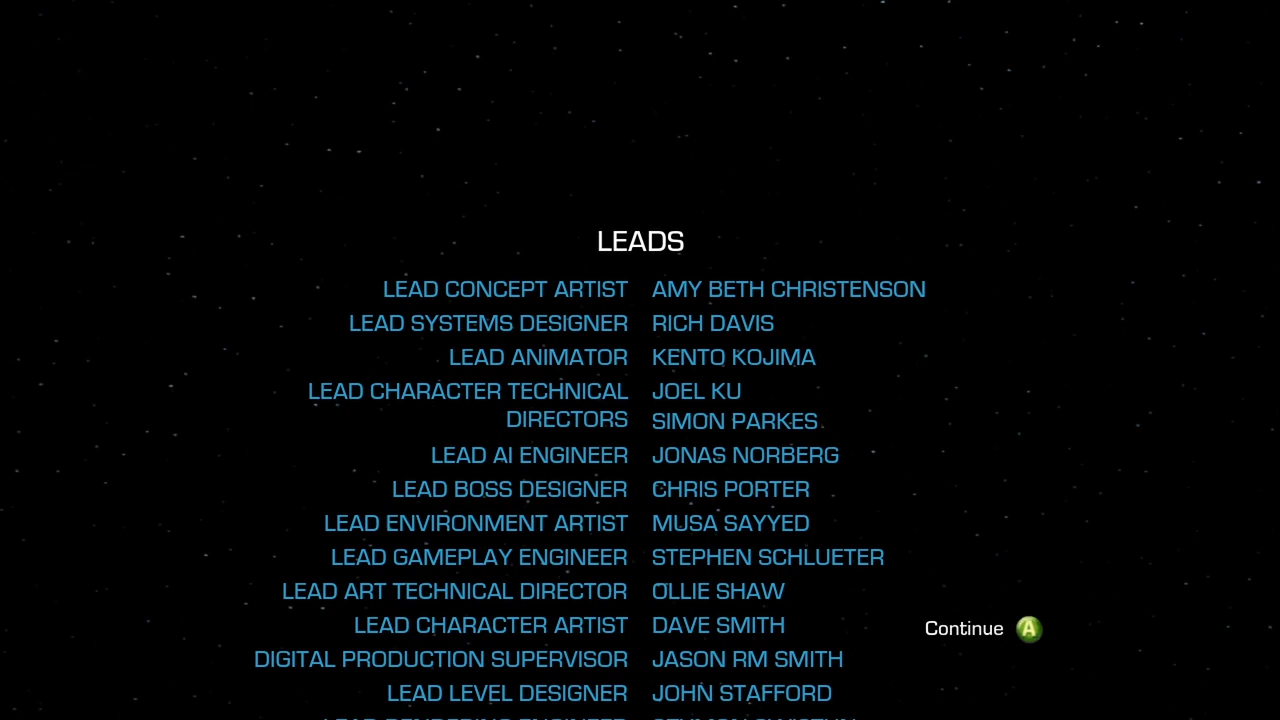 LEADS
LEAD CONCEPT ARTIST AMY BETH CHRISTENSON
LEAD SYSTEMS DESIGNER RICH DAVIS
LEAD ANIMATOR KENTO KOJIMA
LEAD CHARACTER TECHNICAL JOEL KU
DIRECTORS SIMON PARKES
LEAD AI ENGINEER JONAS NORBERG
LEAD BOSS DESIGNER CHRIS PORTER
LEAD ENVIRONMENT ARTIST MUSA SAYYED
LEAD GAMEPLAY ENGINEER STEPHEN SCHLUETER
LEAD ART TECHNICAL DIRECTOR OLLIE SHAW
LEAD CHARACTER ARTIST DAVE SMITH
Continue A
DIGITAL PRODUCTION SUPERVISOR JASON RM SMITH
LEAD LEVEL DESIGNER JOHN STAFFORD
LEAD RENDERING ENGINEER